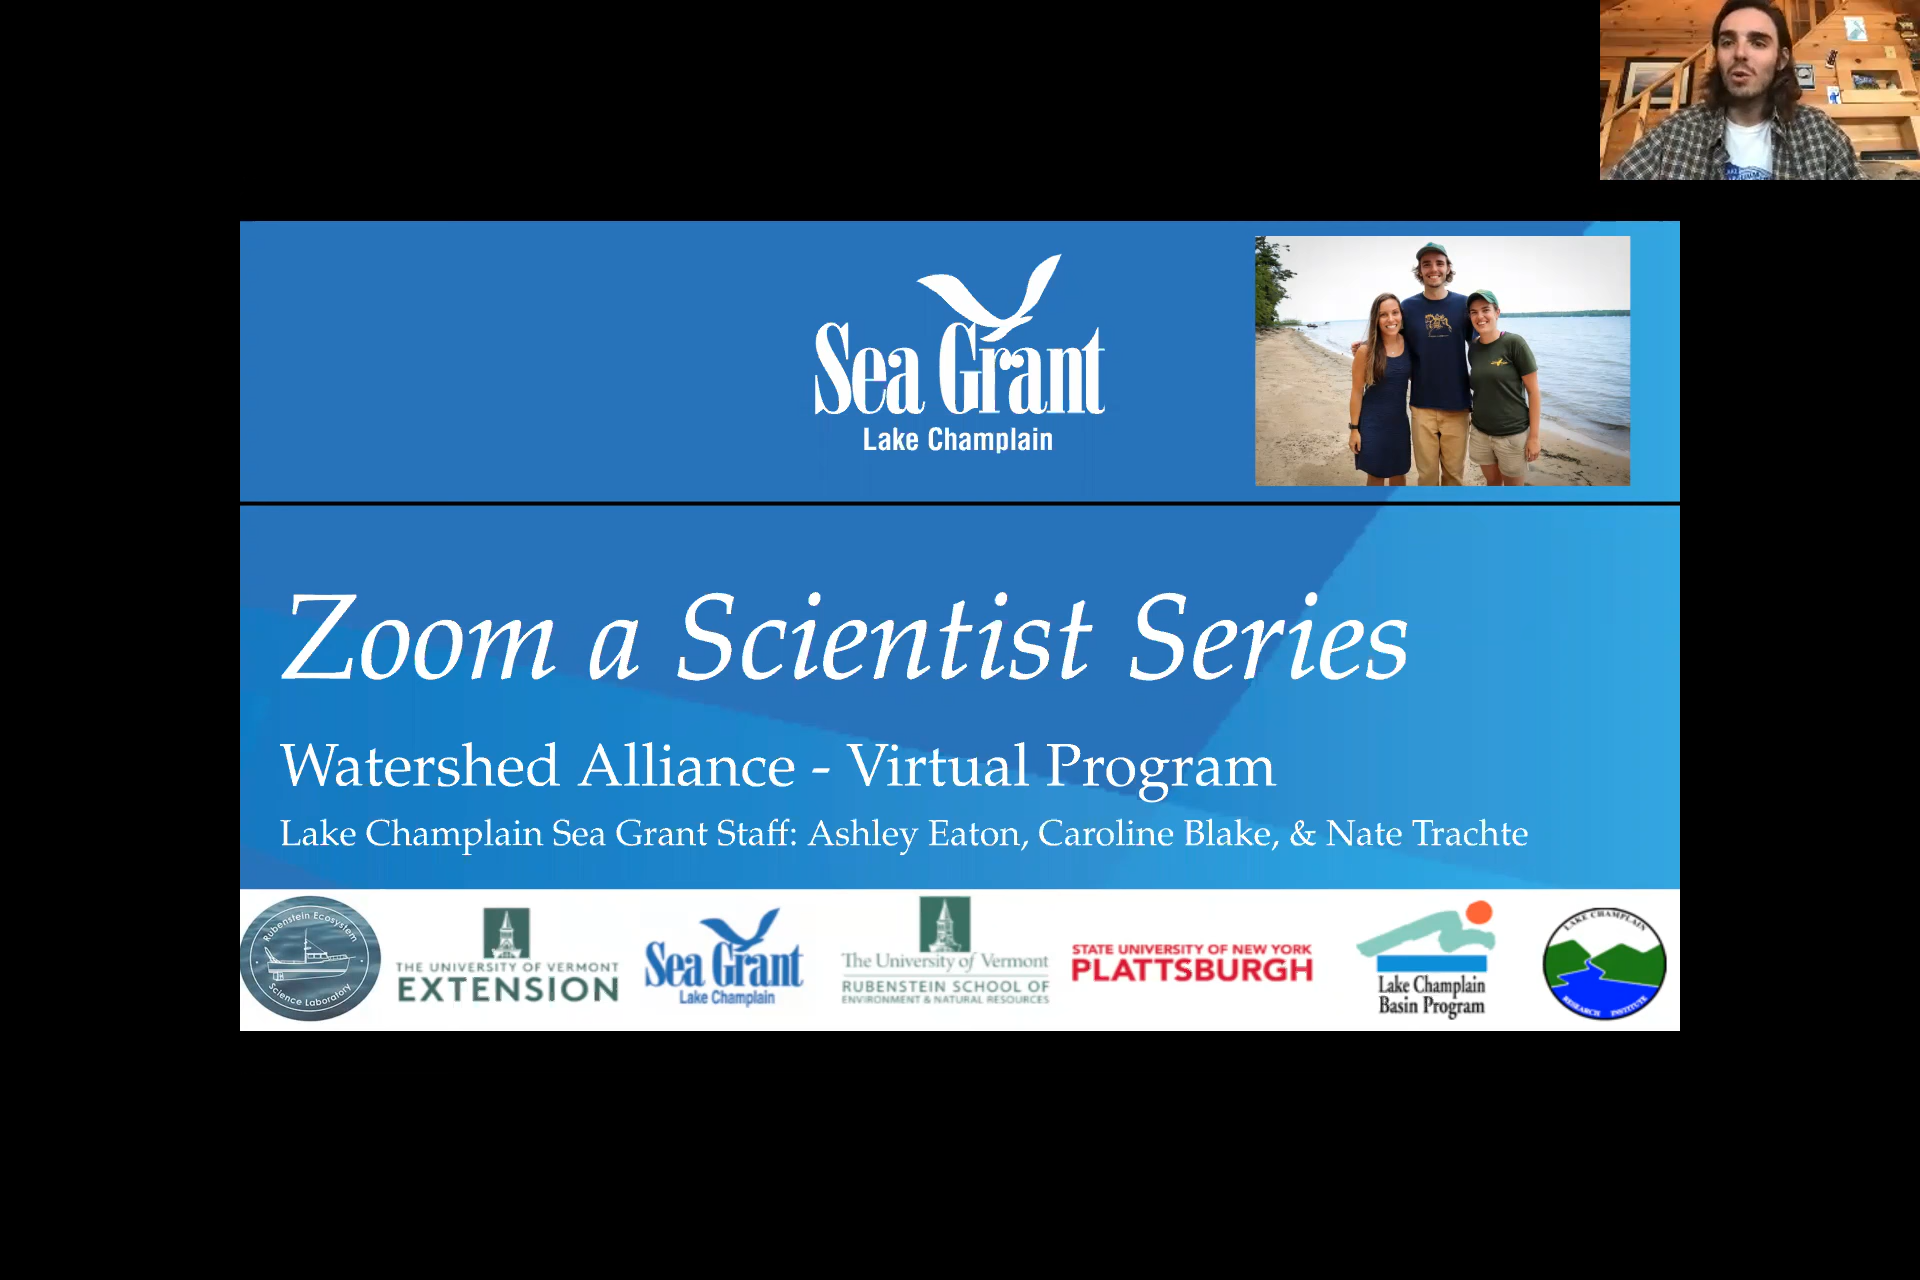 Sea Grant
Lake Champlain
Zoom a Scientist Series
Watershed Alliance - Virtual Program
Lake Champlain Sea Grant Staff: Ashley Eaton, Caroline Blake, & Nate Trachte
Rubenstein Ecosystem
Science Laboratory
THE UNIVERSITY OF VERMONT
EXTENSION
Sea Grant
Lake Champlain
The University of Vermont
RUBENSTEIN SCHOOL OF
ENVIRONMENT & NATURAL RESOURCES
STATE UNIVERSITY OF NEW YORK
PLATTSBURGH
Lake Champlain
Basin Program
LAKE CHAMPLAIN
RESEARCH INSTITUTE